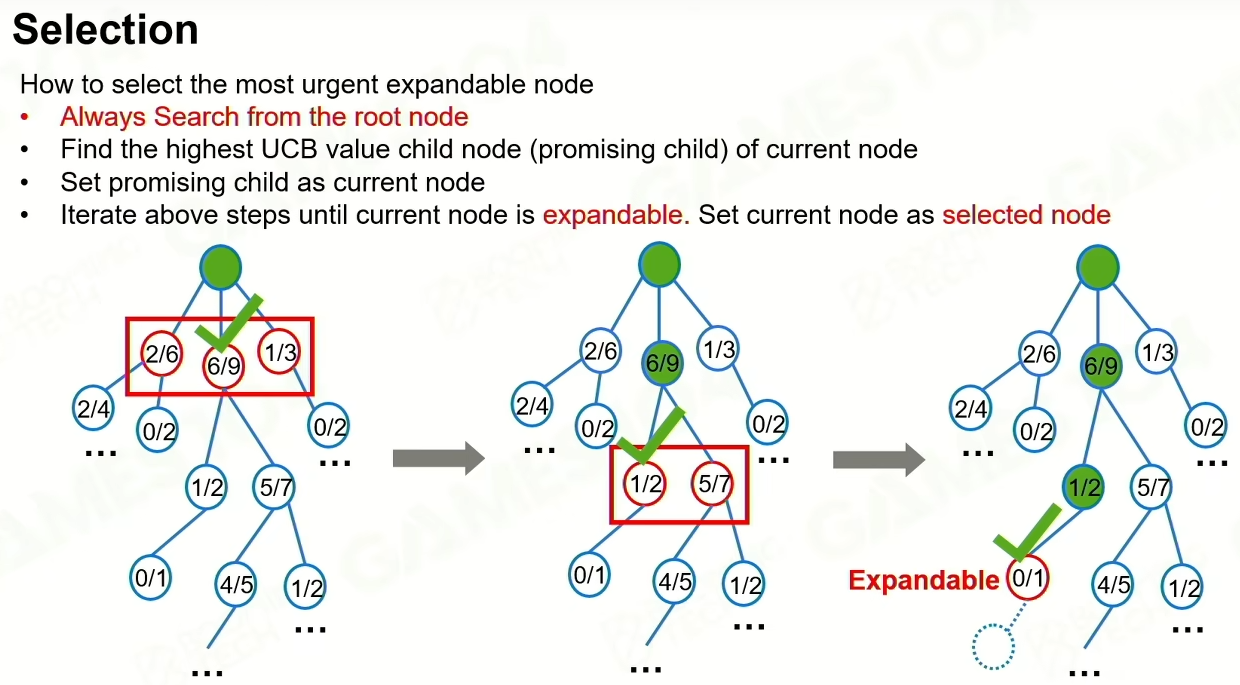 Selection
How to select the most urgent expandable node
• Always Search from the root node
• Find the highest UCB value child node (promising child) of current node
• Set promising child as current node
• Iterate above steps until current node is expandable. Set current node as selected node
2/6 6/9 1/3
2/4 0/2 0/2
... ...
1/2 5/7
0/1 4/5 1/2
...
...
2/6 6/9 1/3
2/4 0/2 0/2
... ...
1/2 5/7
0/1 4/5 1/2
...
...
2/6 6/9 1/3
2/4 0/2 0/2
... ...
1/2 5/7
Expandable 0/1 4/5 1/2
...
...
GAMES104